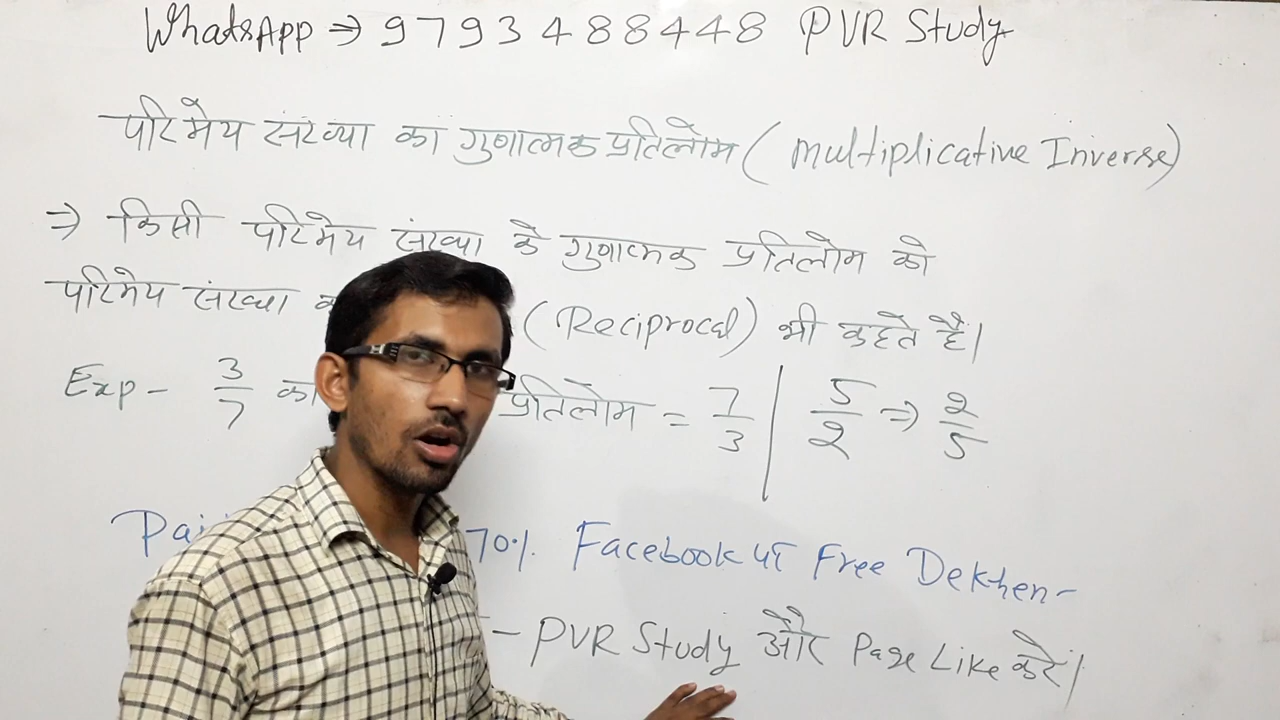 WhatsApp ⇒ 9793488448 PVR Study
परिमेय संख्या का गुणात्मक प्रतिलोम (Multiplicative Inverse)
⇒ किसी परिमेय संख्या के गुणात्मक प्रतिलोम को
परिमेय संख्या (Reciprocal) भी कहते हैं।
Exp - 3/7 का प्रतिलोम = 7/3 | 5/2 ⇒ 2/5
70% Facebook पर Free Dekhen-
- PVR Study और Page Like करें।